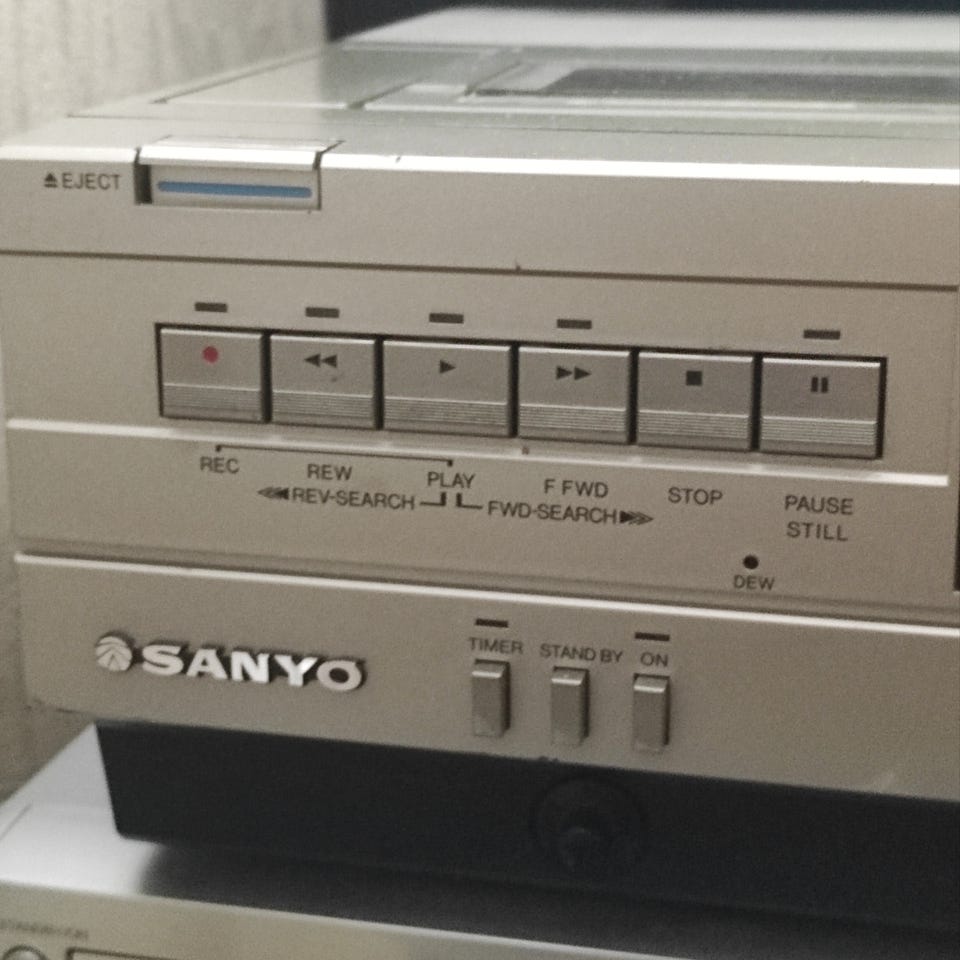 EJECT
REC
REW
PLAY
F FWD
STOP
PAUSE
STILL
REV-SEARCH
FWD-SEARCH
DEW
SANYO
TIMER
STAND BY
ON